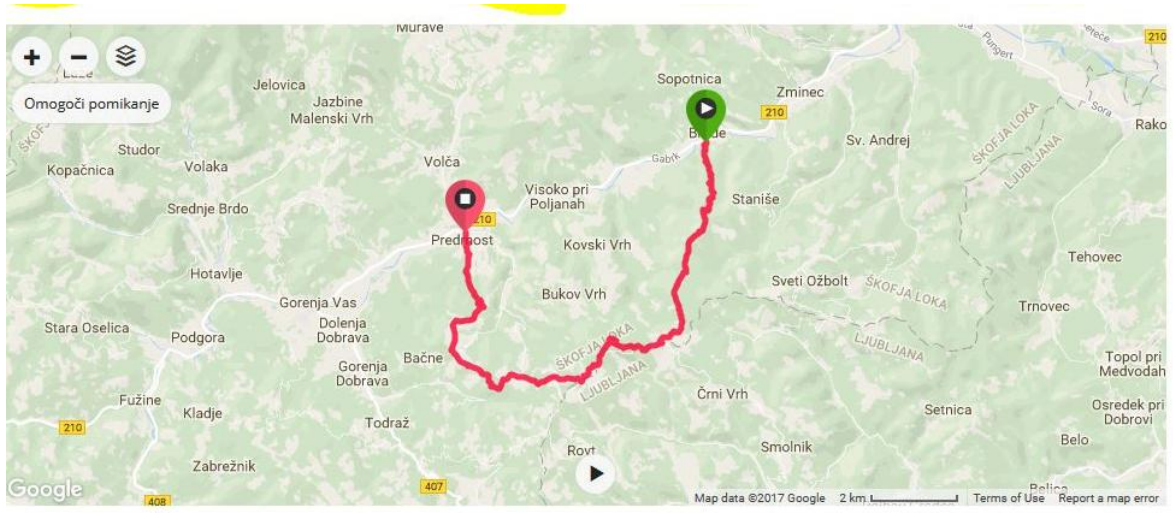 Murave
210
+
−
Omogoči pomikanje
Jelovica
Jazbine
Malenski Vrh
Sopotnica
Zminec
210
Pungert
Sora
Rako
Sv. Andrej
ŠKOFJA LOKA
LJUBLJANA
Studor
Kopačnica
Volaka
Volča
Gabrk
Visoko pri
Poljanah
Staniše
Srednje Brdo
Predmost
Kovski Vrh
Tehovec
Hotavlje
Bukov Vrh
Sveti Ožbolt
ŠKOFJA LOKA
LJUBLJANA
Trnovec
Gorenja Vas
Stara Oselica
Podgora
Dolenja
Dobrava
ŠKOFJA LOKA
LJUBLJANA
Bačne
Gorenja
Dobrava
Topol pri
Medvodah
Črni Vrh
Fužine
Kladje
Setnica
Osredek pri
Dobrovi
210
Todraž
Belo
Rovt
Smolnik
Zabrežnik
407
408
Google
Map data ©2017 Google
2 km
Terms of Use
Report a map error